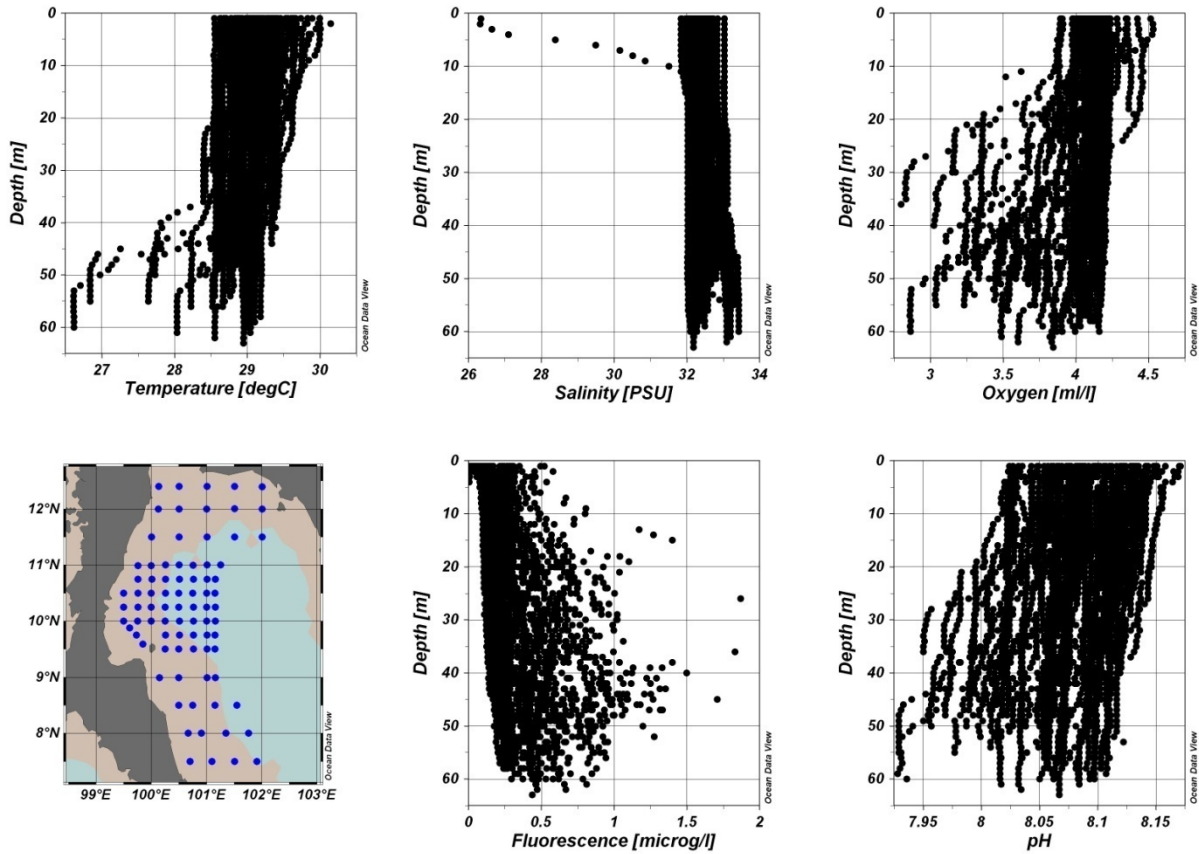 0
10
20
30
40
50
60
Depth [m]
27 28 29 30
Temperature [degC]
Ocean Data View
0
10
20
30
40
50
60
Depth [m]
26 28 30 32 34
Salinity [PSU]
Ocean Data View
0
10
20
30
40
50
60
Depth [m]
3 3.5 4 4.5
Oxygen [ml/l]
Ocean Data View
12°N
11°N
10°N
9°N
8°N
99°E 100°E 101°E 102°E 103°E
Ocean Data View
0
10
20
30
40
50
60
Depth [m]
0 0.5 1 1.5 2
Fluorescence [microg/l]
Ocean Data View
0
10
20
30
40
50
60
Depth [m]
7.95 8 8.05 8.1 8.15
pH
Ocean Data View